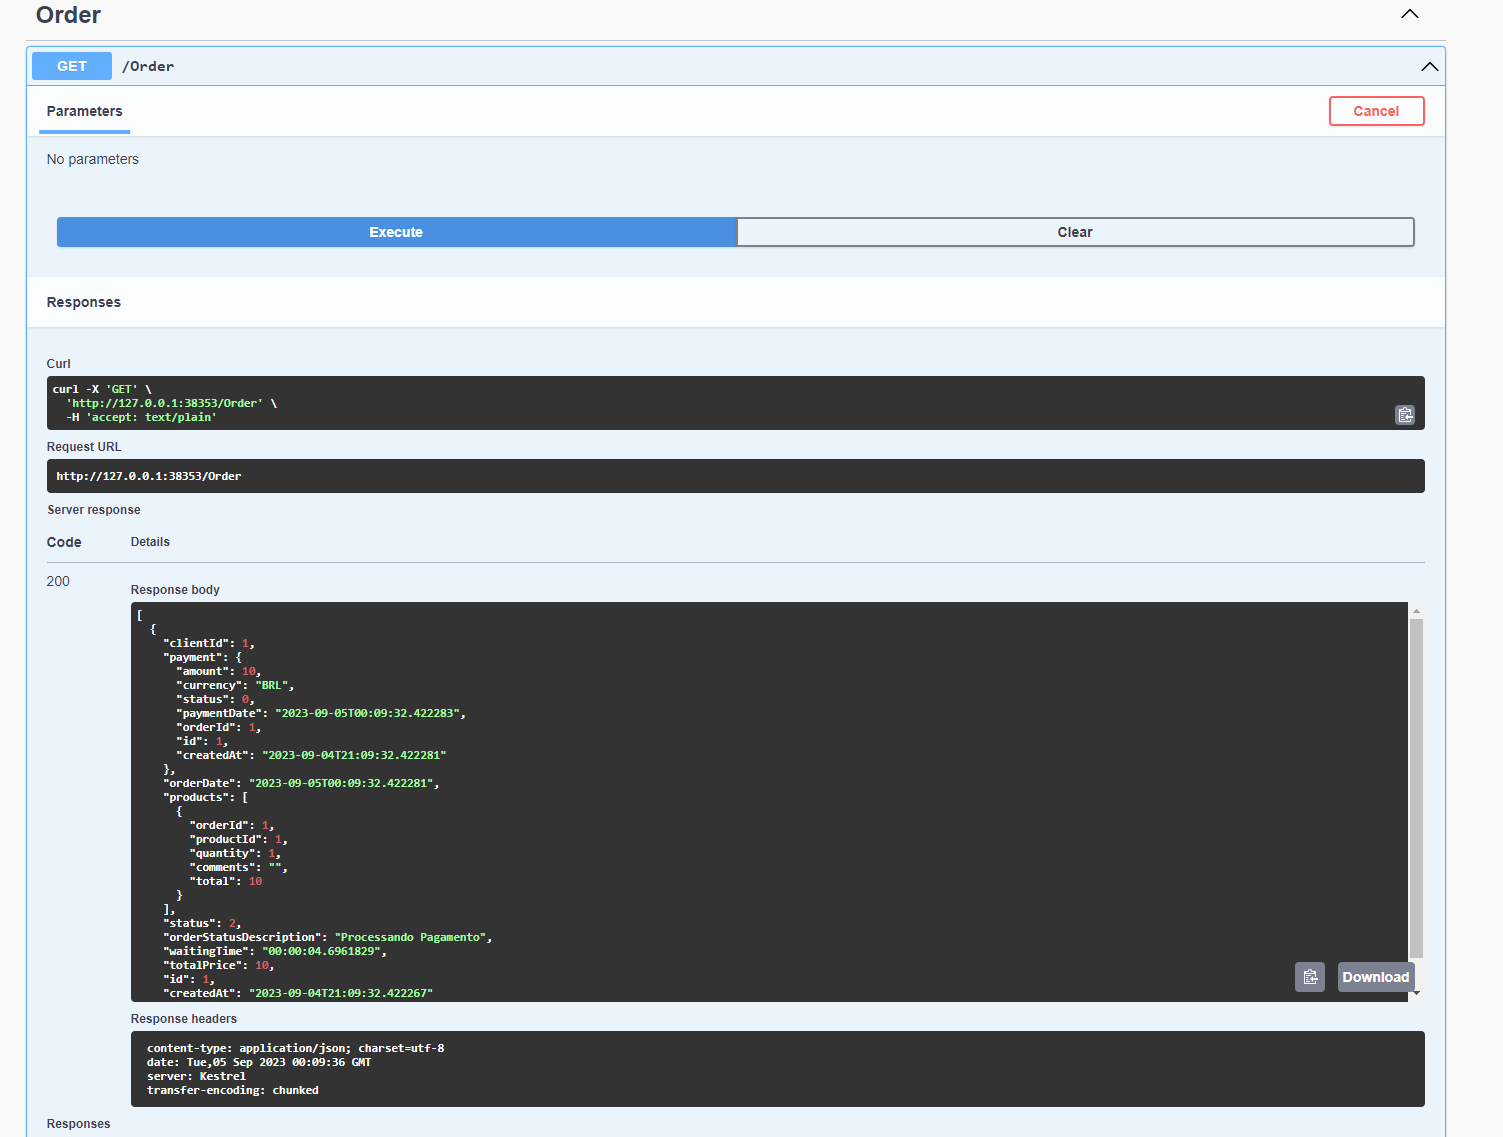 Order
GET /Order
Parameters Cancel
No parameters
Execute Clear
Responses
Curl
curl -X 'GET' \
  'http://127.0.0.1:38353/Order' \
  -H 'accept: text/plain'
Request URL
http://127.0.0.1:38353/Order
Server response
Code Details
200
Response body
[
  {
    "clientId": 1,
    "payment": {
      "amount": 10,
      "currency": "BRL",
      "status": 0,
      "paymentDate": "2023-09-05T00:09:32.422283",
      "orderId": 1,
      "id": 1,
      "createdAt": "2023-09-04T21:09:32.422281"
    },
    "orderDate": "2023-09-05T00:09:32.422281",
    "products": [
      {
        "orderId": 1,
        "productId": 1,
        "quantity": 1,
        "comments": "",
        "total": 10
      }
    ],
    "status": 2,
    "orderStatusDescription": "Processando Pagamento",
    "waitingTime": "00:00:04.6961829",
    "totalPrice": 10,
    "id": 1,
    "createdAt": "2023-09-04T21:09:32.422267"
Download
Response headers
content-type: application/json; charset=utf-8
date: Tue,05 Sep 2023 00:09:36 GMT
server: Kestrel
transfer-encoding: chunked
Responses